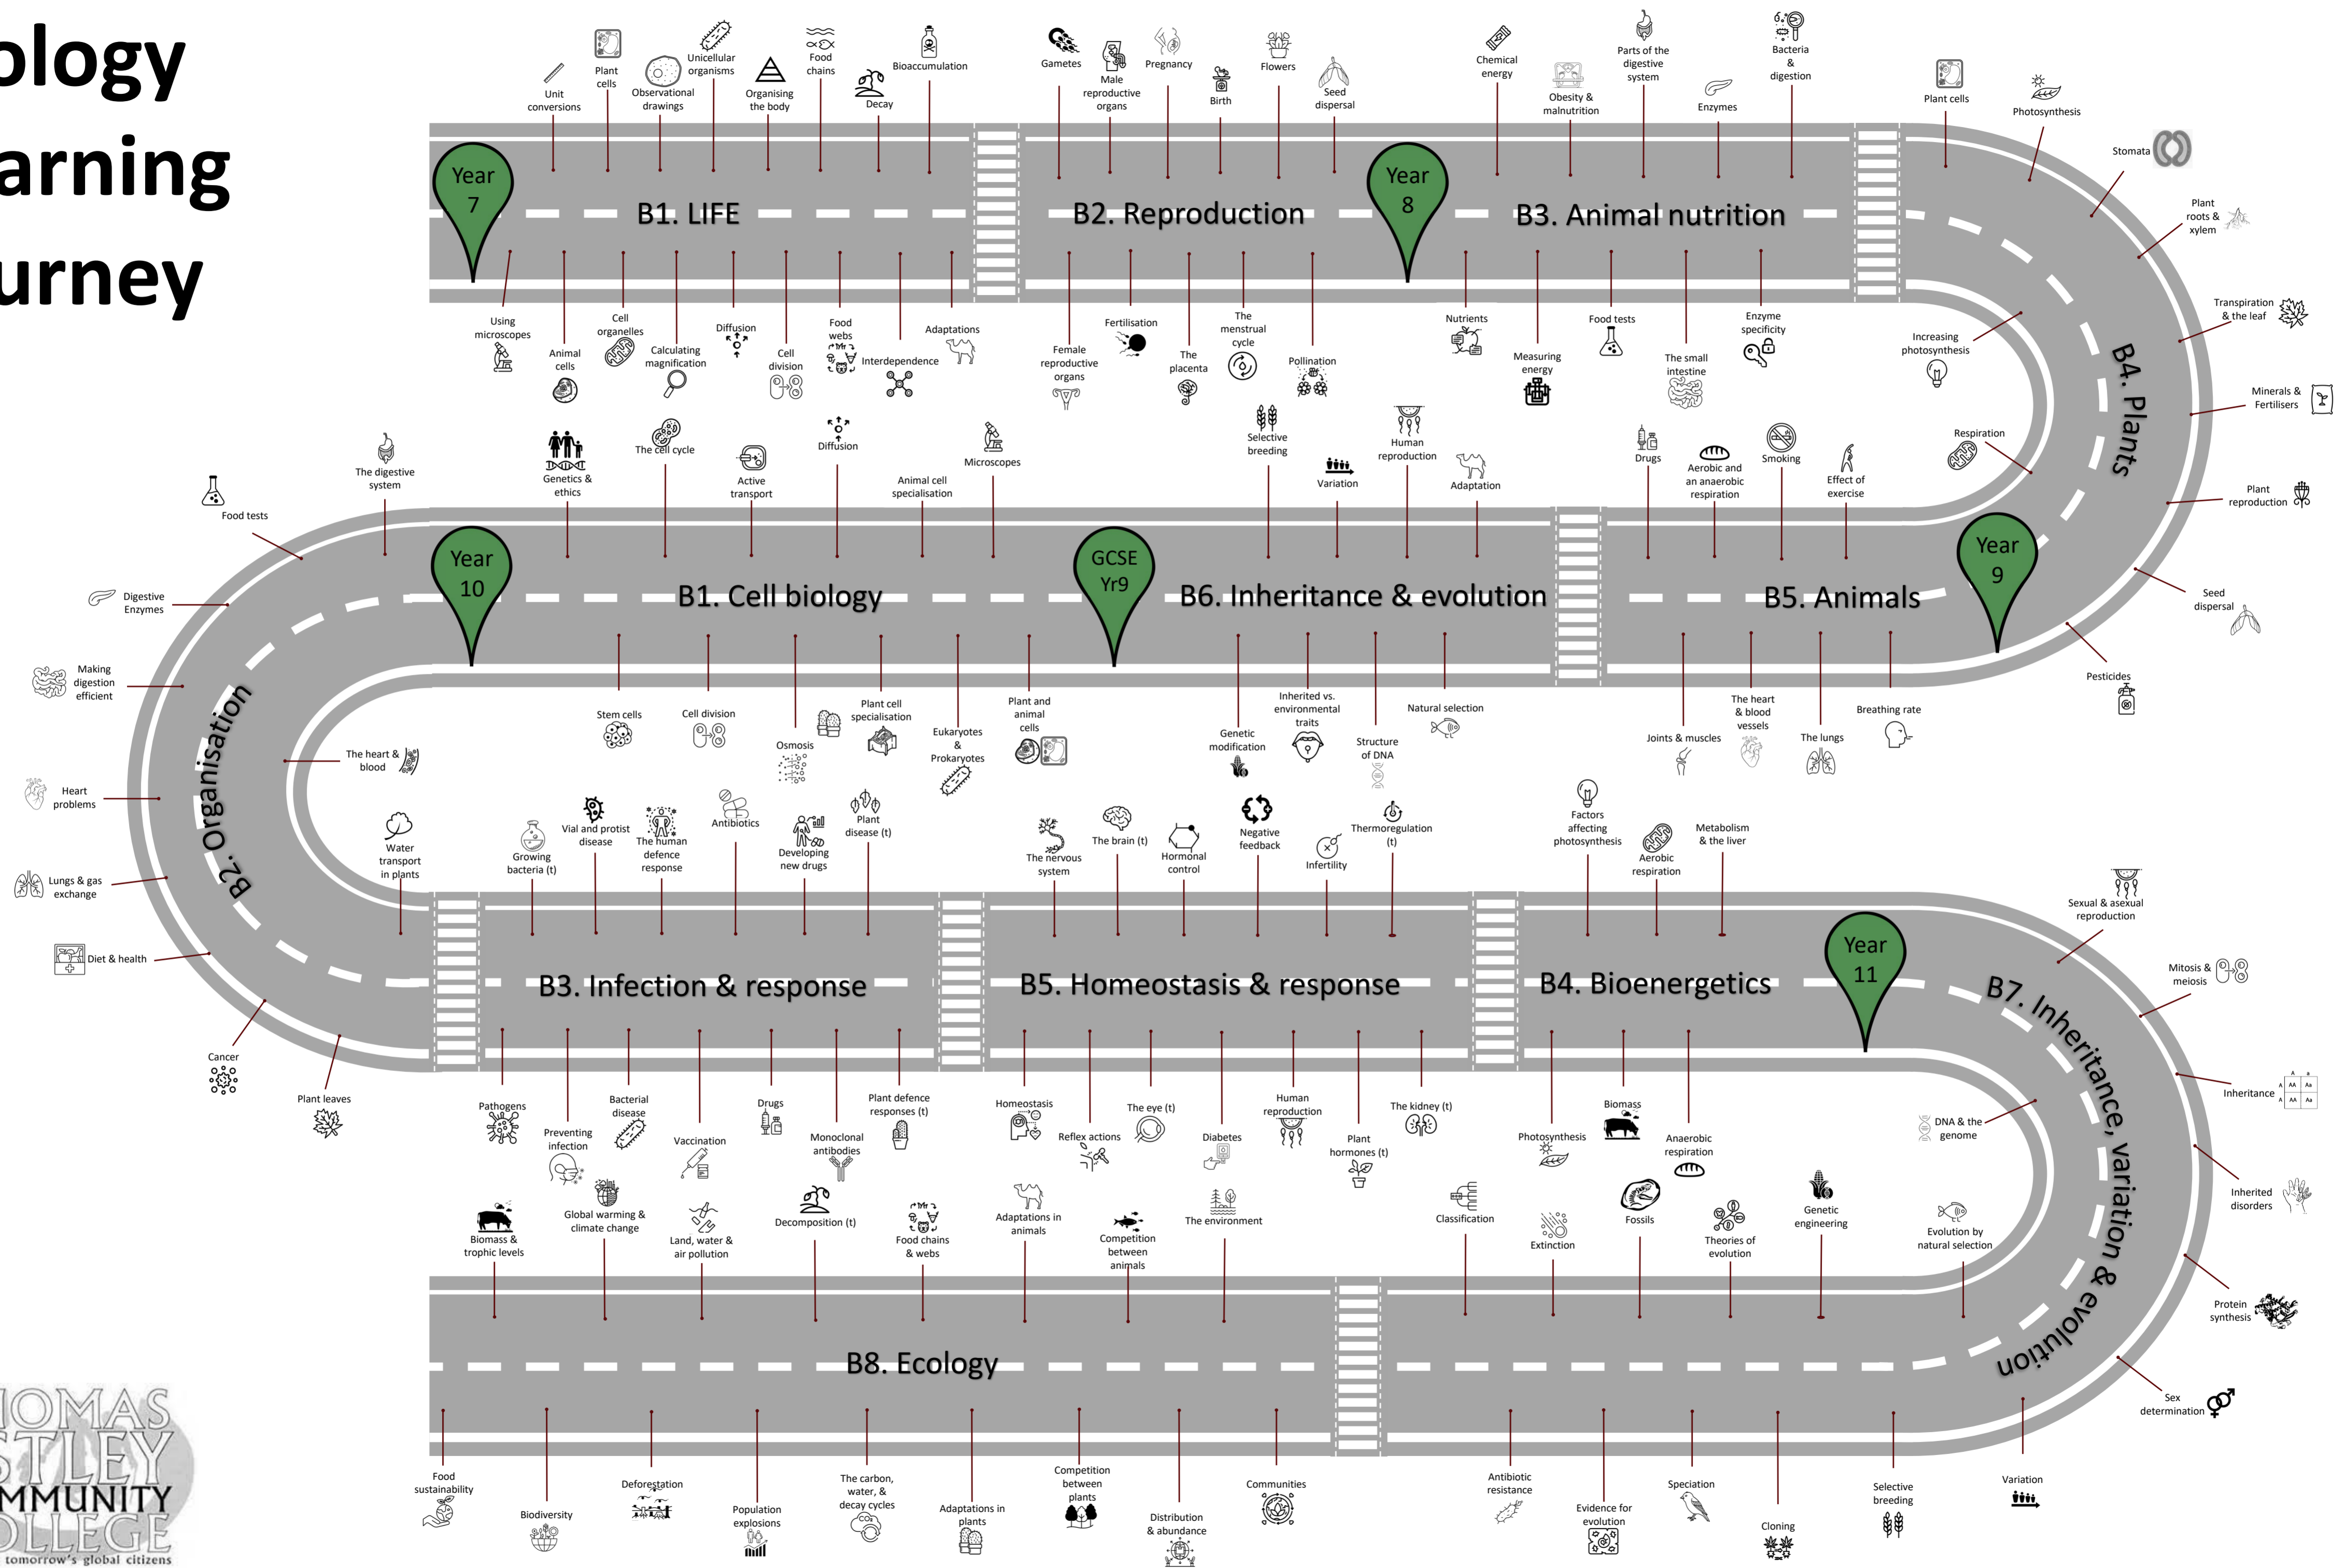 ology
arning
urney
Unit
conversions
Plant
cells
Observational
drawings
Unicellular
organisms
Organising
the body
Food
chains
Decay
Bioaccumulation
Gametes
Male
reproductive
organs
Pregnancy
Birth
Flowers
Seed
dispersal
Chemical
energy
Obesity &
malnutrition
Parts of the
digestive
system
Enzymes
Bacteria
&
digestion
Plant cells
Photosynthesis
Stomata
Plant
roots &
xylem
Transpiration
& the leaf
Minerals &
Fertilisers
Plant
reproduction
Seed
dispersal
Pesticides
Year
7
B1. LIFE
B2. Reproduction
Year
8
B3. Animal nutrition
B4. Plants
Using
microscopes
Animal
cells
Cell
organelles
Calculating
magnification
Diffusion
Cell
division
Food
webs
Interdependence
Adaptations
Female
reproductive
organs
Fertilisation
The
placenta
The
menstrual
cycle
Pollination
Nutrients
Measuring
energy
Food tests
The small
intestine
Enzyme
specificity
Increasing
photosynthesis
Respiration
Food tests
The digestive
system
Genetics &
ethics
The cell cycle
Active
transport
Diffusion
Animal cell
specialisation
Microscopes
Selective
breeding
Variation
Human
reproduction
Adaptation
Drugs
Aerobic and
an anaerobic
respiration
Smoking
Effect of
exercise
Year
10
B1. Cell biology
GCSE
Yr9
B6. Inheritance & evolution
B5. Animals
Year
9
Digestive
Enzymes
Making
digestion
efficient
Heart
problems
Lungs & gas
exchange
Diet & health
Cancer
Plant leaves
B2. Organisation
The heart &
blood
Water
transport
in plants
Stem cells
Cell division
Osmosis
Plant cell
specialisation
Eukaryotes
&
Prokaryotes
Plant and
animal
cells
Genetic
modification
Inherited vs.
environmental
traits
Structure
of DNA
Natural selection
Joints & muscles
The heart
& blood
vessels
The lungs
Breathing rate
Growing
bacteria (t)
Vial and protist
disease
The human
defence
response
Antibiotics
Developing
new drugs
Plant
disease (t)
The nervous
system
The brain (t)
Hormonal
control
Negative
feedback
Infertility
Thermoregulation
(t)
Factors
affecting
photosynthesis
Aerobic
respiration
Metabolism
& the liver
Sexual & asexual
reproduction
Mitosis &
meiosis
A a
A AA Aa
A AA Aa
Inheritance
Inherited
disorders
Protein
synthesis
Sex
determination
B3. Infection & response
B5. Homeostasis & response
B4. Bioenergetics
Year
11
B7. Inheritance, variation & evolution
Pathogens
Preventing
infection
Bacterial
disease
Vaccination
Drugs
Monoclonal
antibodies
Plant defence
responses (t)
Homeostasis
Reflex actions
The eye (t)
Diabetes
Human
reproduction
Plant
hormones (t)
The kidney (t)
Photosynthesis
Biomass
Anaerobic
respiration
DNA & the
genome
Biomass &
trophic levels
Global warming &
climate change
Land, water &
air pollution
Decomposition (t)
Food chains
& webs
Adaptations in
animals
Competition
between
animals
The environment
Classification
Extinction
Fossils
Theories of
evolution
Genetic
engineering
Evolution by
natural selection
B8. Ecology
Food
sustainability
Biodiversity
Deforestation
Population
explosions
The carbon,
water, &
decay cycles
CO₂
Adaptations in
plants
Competition
between
plants
Distribution
& abundance
Communities
Antibiotic
resistance
Evidence for
evolution
Speciation
Cloning
Selective
breeding
Variation
HOMAS
STLEY
MMUNITY
OLLEGE
tomorrow's global citizens